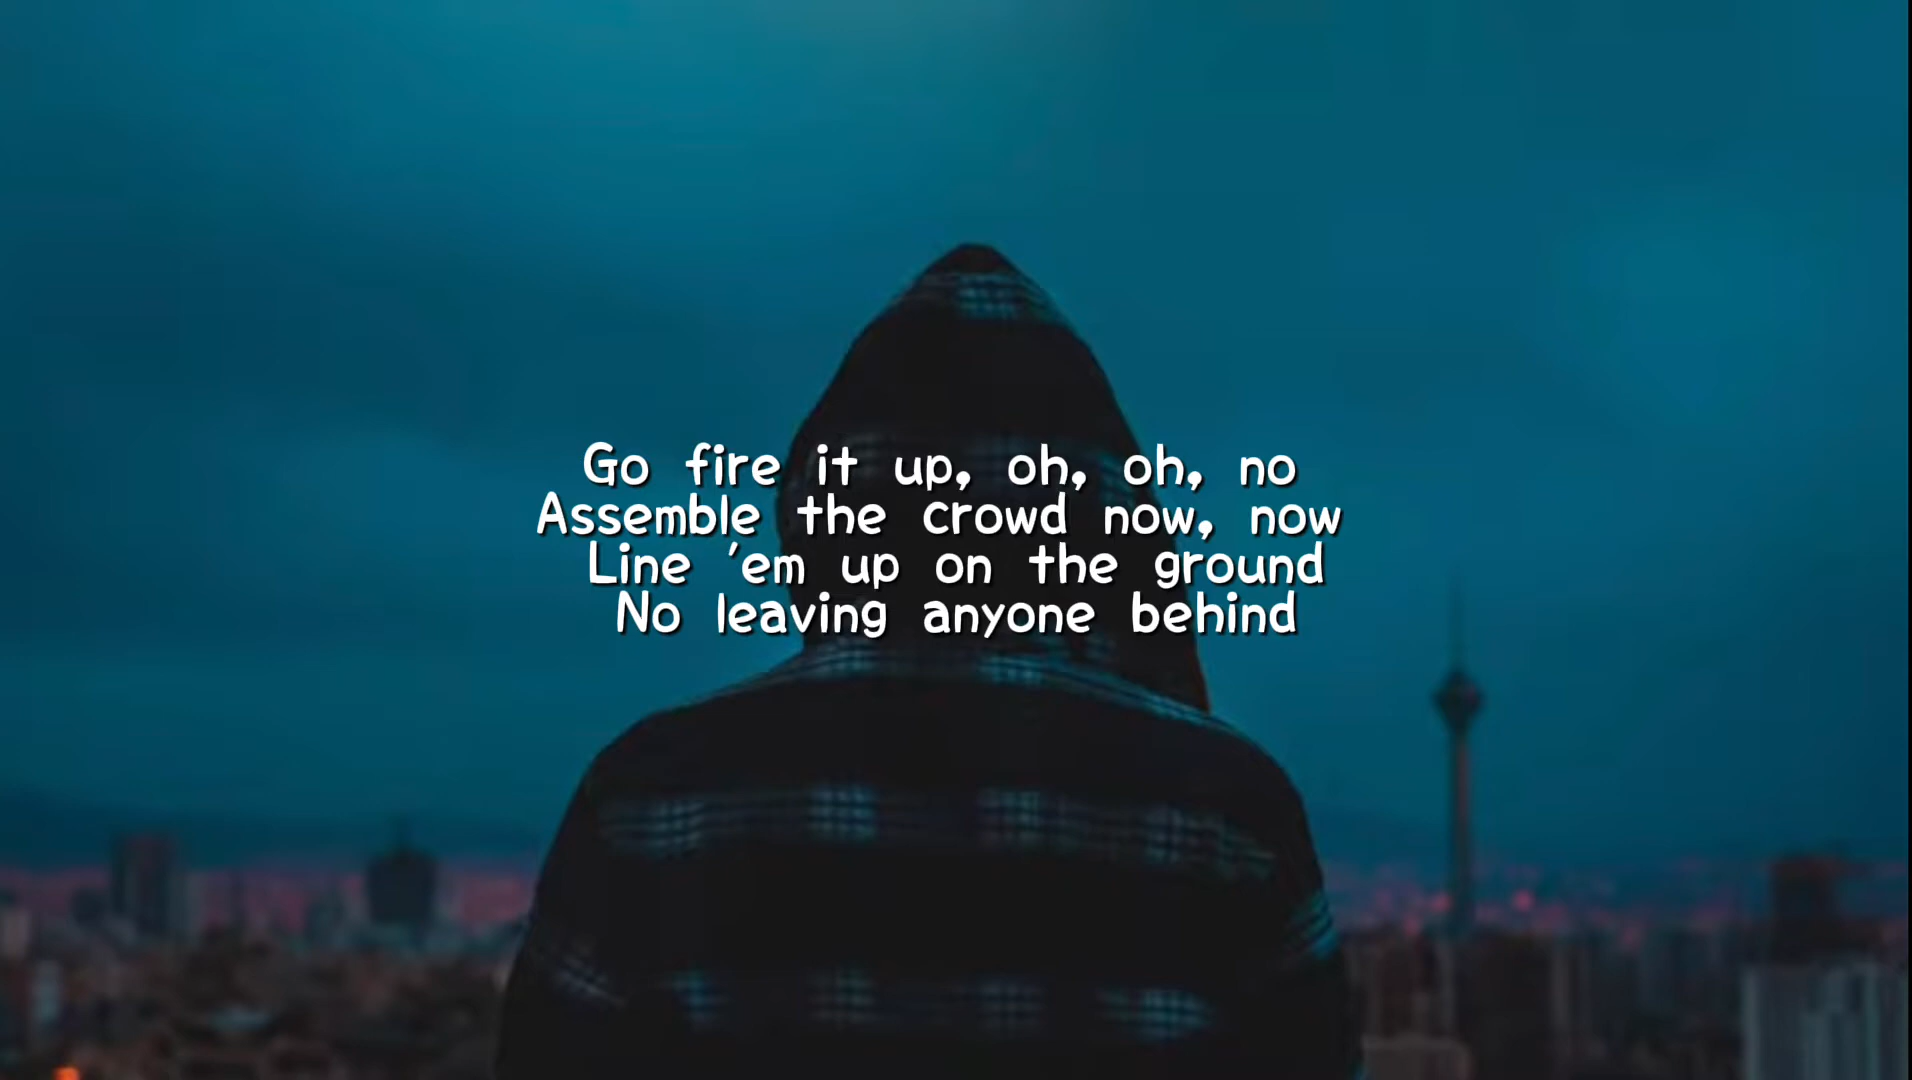 Go fire it up, oh, oh, no
Assemble the crowd now, now
Line 'em up on the ground
No leaving anyone behind